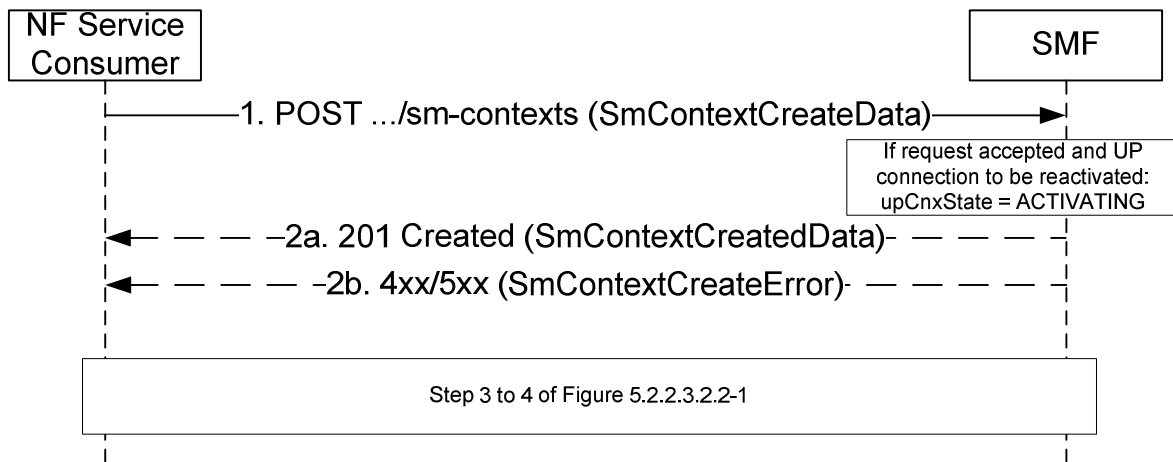 NF Service
Consumer
SMF
1. POST .../sm-contexts (SmContextCreateData)
If request accepted and UP
connection to be reactivated:
upCnxState = ACTIVATING
2a. 201 Created (SmContextCreatedData)
2b. 4xx/5xx (SmContextCreateError)
Step 3 to 4 of Figure 5.2.2.3.2.2-1